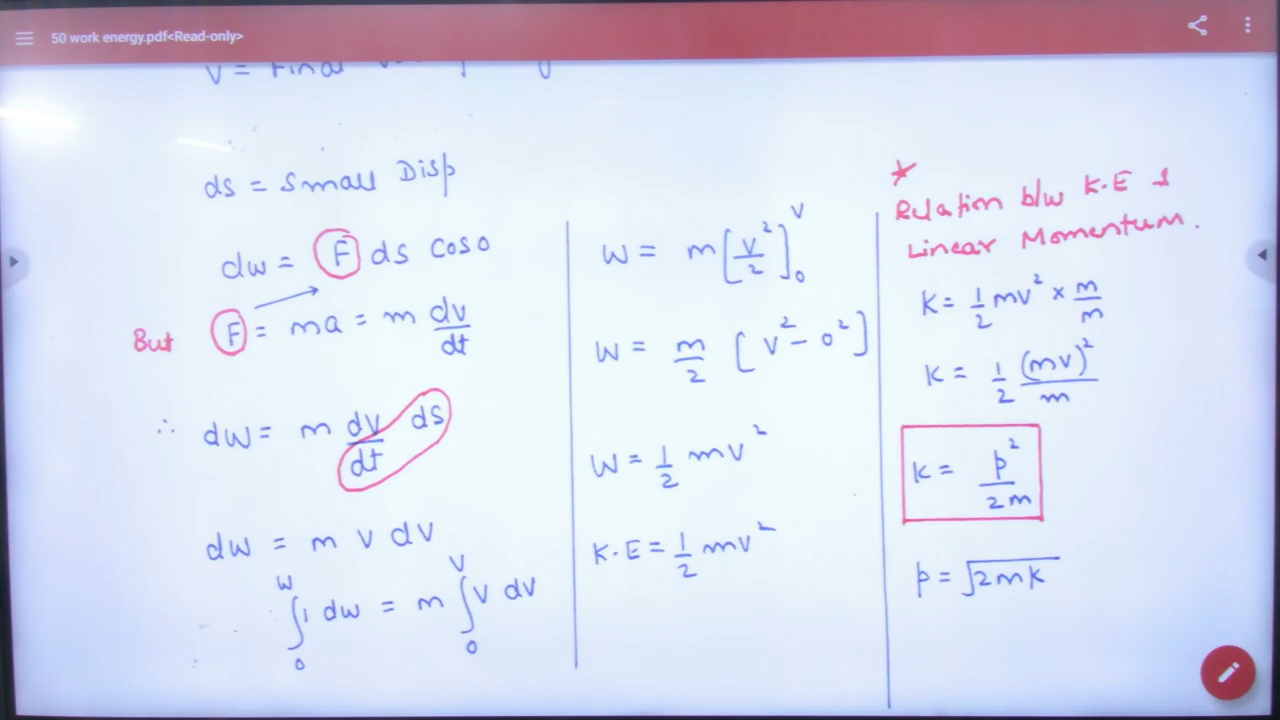 50 work energy.pdf<Read-only>
V = Final
ds = Small Disp
dw = F ds cos0
But F = ma = m dv/dt
∴ dw = m dv/dt ds
dw = m v dv
∫₀ᵂ 1 dw = m ∫₀ⱽ v dv
W = m[v²/2]₀ⱽ
W = m/2 [v² - 0²]
W = 1/2 mv²
K.E = 1/2 mv²
*
Relation b/w K.E &
Linear Momentum.
K = 1/2 mv² × m/m
K = 1/2 (mv)²/m
K = p²/2m
p = √2mk